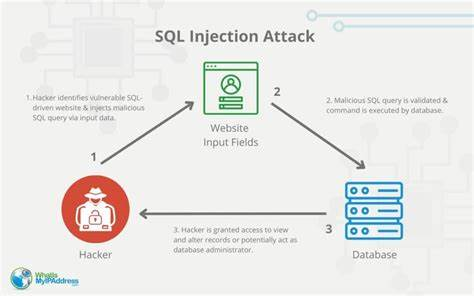 SQL Injection Attack
1. Hacker identifies vulnerable SQL-
driven website & injects malicious
SQL query via input data.
2
2. Malicious SQL query is validated &
command is executed by database.
Website
Input Fields
1
3
3. Hacker is granted access to view
and alter records or potentially act as
database administrator.
Hacker
Database
WhatIs
MyIPAddress